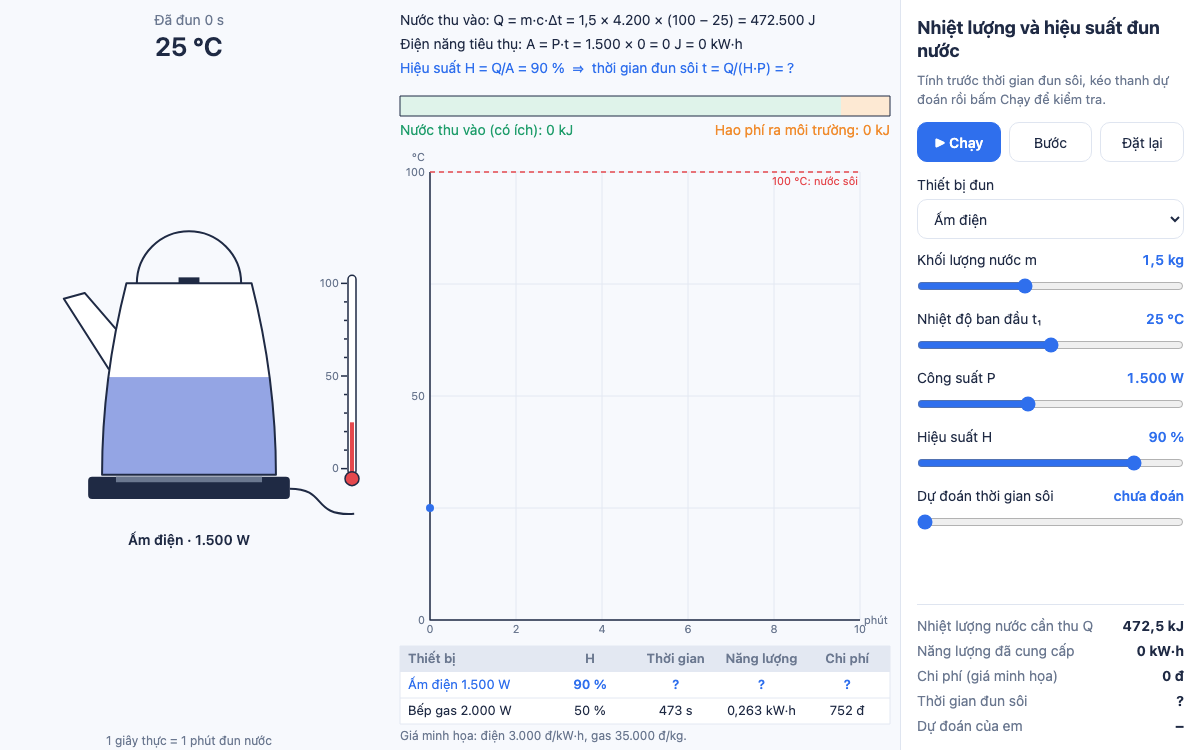 Đã đun 0 s
25 °C
100
50
0
Ấm điện · 1.500 W
1 giây thực = 1 phút đun nước
Nước thu vào: Q = m·c·Δt = 1,5 × 4.200 × (100 − 25) = 472.500 J
Điện năng tiêu thụ: A = P·t = 1.500 × 0 = 0 J = 0 kW·h
Hiệu suất H = Q/A = 90 % ⇒ thời gian đun sôi t = Q/(H·P) = ?
Nước thu vào (có ích): 0 kJ Hao phí ra môi trường: 0 kJ
°C
100
100 °C: nước sôi
50
0
phút
0 2 4 6 8 10
Thiết bị H Thời gian Năng lượng Chi phí
Ấm điện 1.500 W 90 % ? ? ?
Bếp gas 2.000 W 50 % 473 s 0,263 kW·h 752 đ
Giá minh họa: điện 3.000 đ/kW·h, gas 35.000 đ/kg.
Nhiệt lượng và hiệu suất đun
nước
Tính trước thời gian đun sôi, kéo thanh dự
đoán rồi bấm Chạy để kiểm tra.
▶ Chạy Bước Đặt lại
Thiết bị đun
Ấm điện
Khối lượng nước m 1,5 kg
Nhiệt độ ban đầu t₁ 25 °C
Công suất P 1.500 W
Hiệu suất H 90 %
Dự đoán thời gian sôi chưa đoán
Nhiệt lượng nước cần thu Q 472,5 kJ
Năng lượng đã cung cấp 0 kW·h
Chi phí (giá minh họa) 0 đ
Thời gian đun sôi ?
Dự đoán của em –